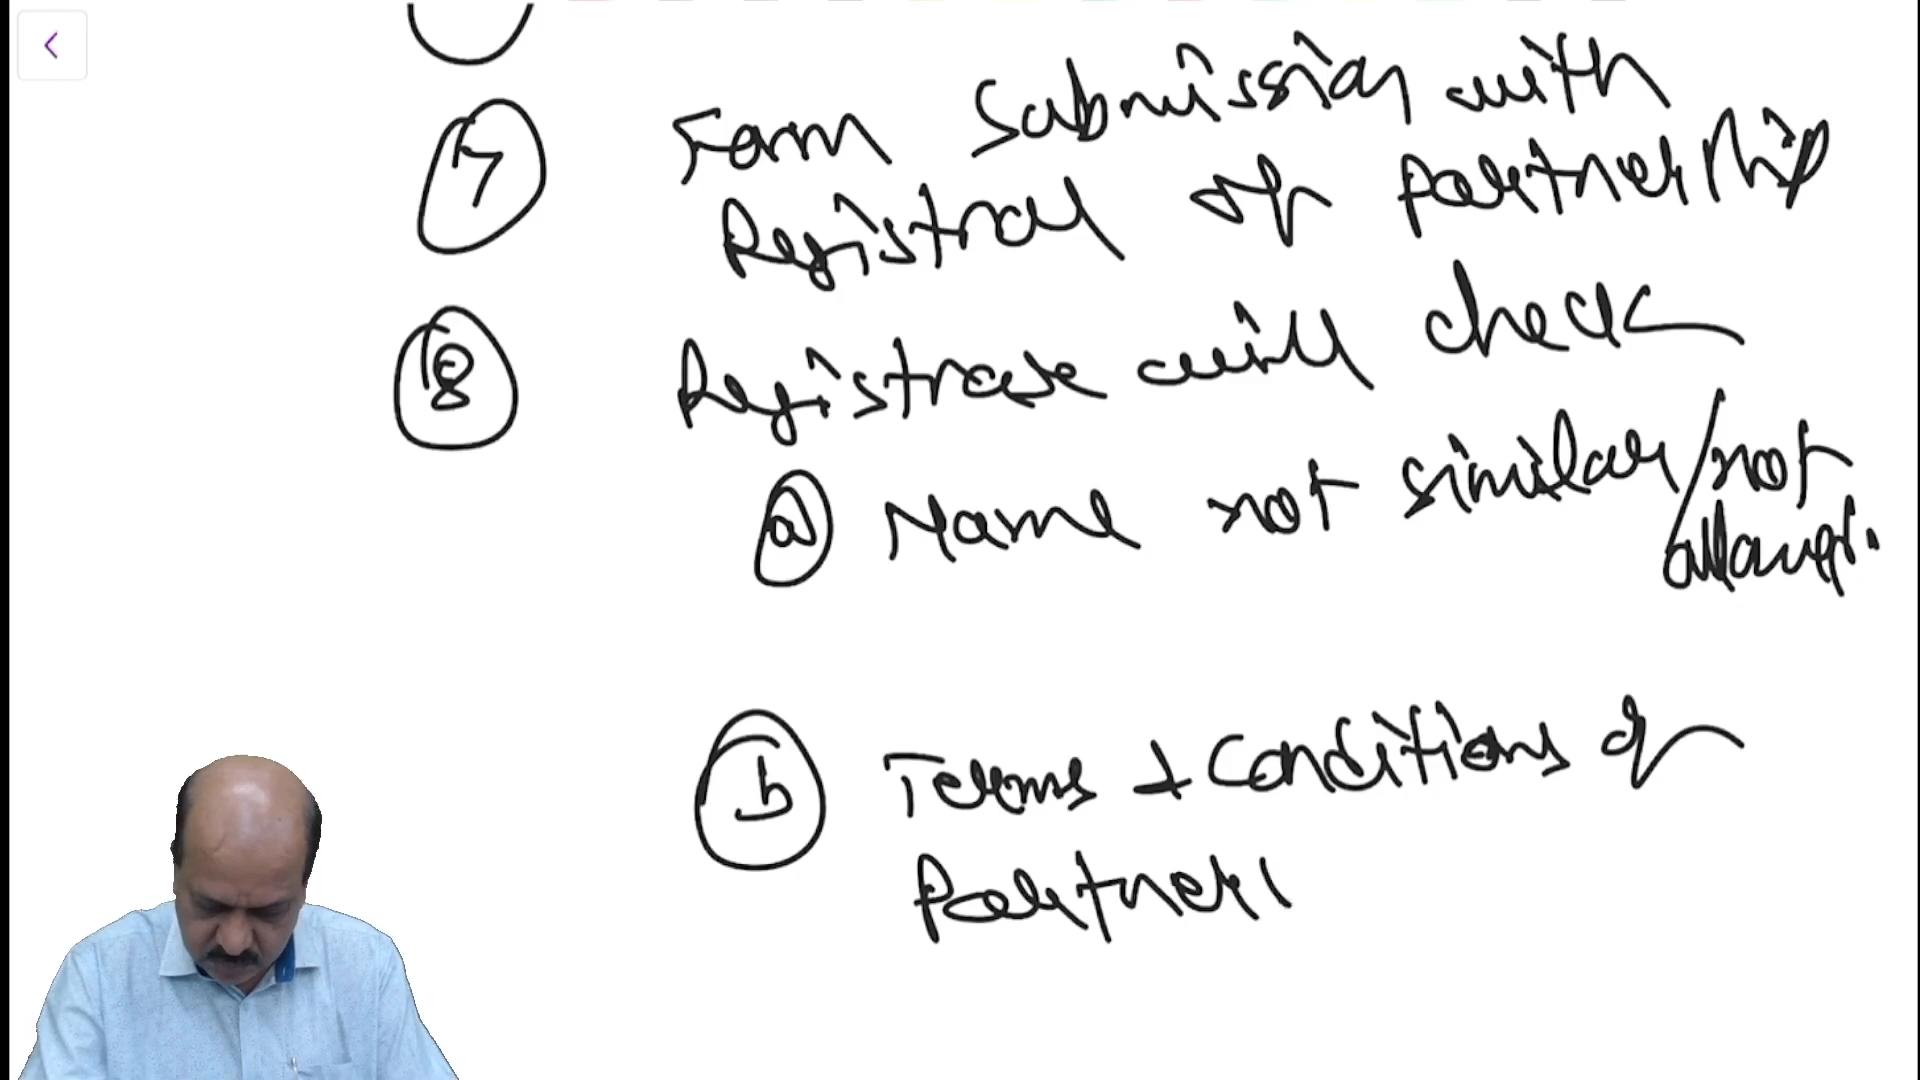 7 Form Submission with
Registrar of Partnership
8 Registrar will check
a Name not similar/not
allowed.
b Terms & Conditions of
Partners